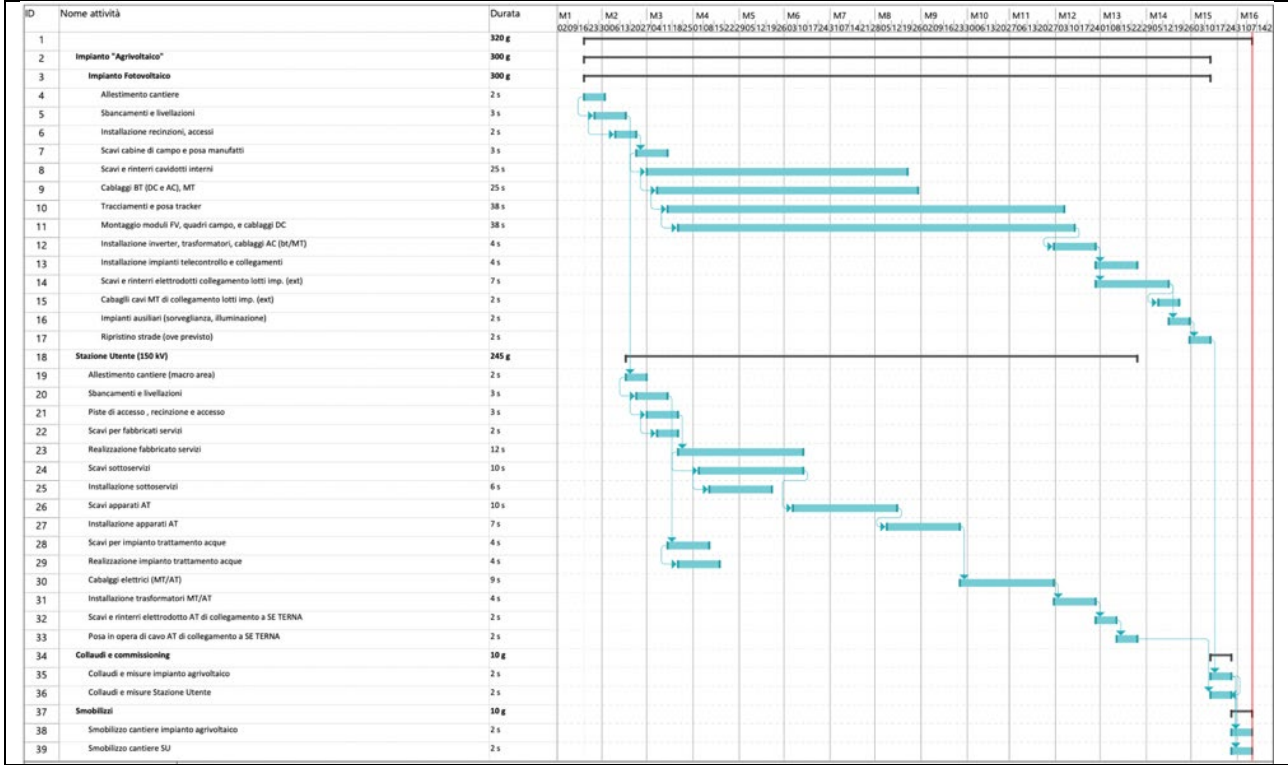 ID Nome attività Durata M1 M2 M3 M4 M5 M6 M7 M8 M9 M10 M11 M12 M13 M14 M15 M16
1 320 g
2 Impianto "Agrivoltaico" 300 g
3 Impianto Fotovoltaico 300 g
4 Allestimento cantiere 2 s
5 Sbancamenti e livellazioni 3 s
6 Installazione recinzioni, accessi 2 s
7 Scavi cabine di campo e posa manufatti 3 s
8 Scavi e rinterri cavidotti interni 25 s
9 Cablaggi BT (DC e AC), MT 25 s
10 Tracciamenti e posa tracker 38 s
11 Montaggio moduli FV, quadri campo, e cablaggi DC 38 s
12 Installazione inverter, trasformatori, cablaggi AC (bt/MT) 4 s
13 Installazione impianti telecontrollo e collegamenti 4 s
14 Scavi e rinterri elettrodotti collegamento lotti imp. (ext) 7 s
15 Cabaglli cavi MT di collegamento lotti imp. (ext) 2 s
16 Impianti ausiliari (sorveglianza, illuminazione) 2 s
17 Ripristino strade (ove previsto) 2 s
18 Stazione Utente (150 kV) 245 g
19 Allestimento cantiere (macro area) 2 s
20 Sbancamenti e livellazioni 3 s
21 Piste di accesso , recinzione e accesso 3 s
22 Scavi per fabbricati servizi 2 s
23 Realizzazione fabbricato servizi 12 s
24 Scavi sottoservizi 10 s
25 Installazione sottoservizi 6 s
26 Scavi apparati AT 10 s
27 Installazione apparati AT 7 s
28 Scavi per impianto trattamento acque 4 s
29 Realizzazione impianto trattamento acque 4 s
30 Cabalggi elettrici (MT/AT) 9 s
31 Installazione trasformatori MT/AT 4 s
32 Scavi e rinterri elettrodotto AT di collegamento a SE TERNA 2 s
33 Posa in opera di cavo AT di collegamento a SE TERNA 2 s
34 Collaudi e commissioning 10 g
35 Collaudi e misure impianto agrivoltaico 2 s
36 Collaudi e misure Stazione Utente 2 s
37 Smobilizzi 10 g
38 Smobilizzo cantiere impianto agrivoltaico 2 s
39 Smobilizzo cantiere SU 2 s